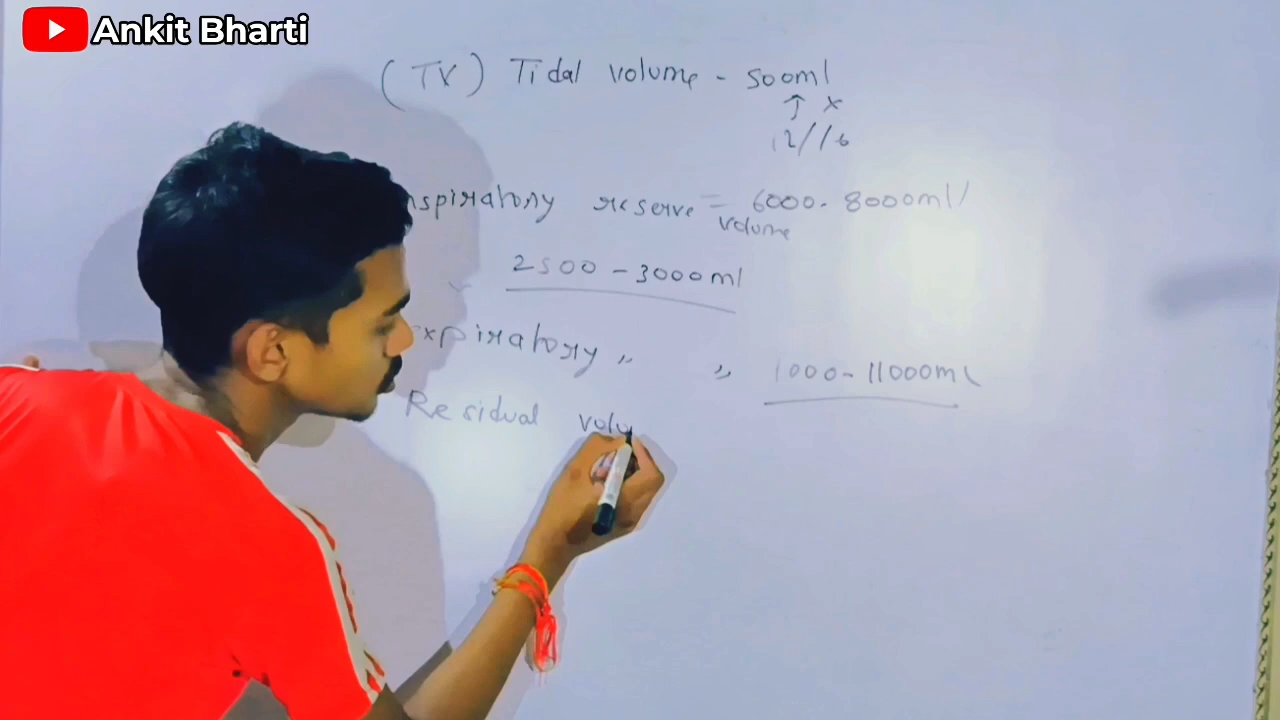 Ankit Bharti
(TV) Tidal volume - 500ml
↑ x
12//6
nspiratory reserve = 6000-8000ml/
volume
2500-3000ml
xpiratory " " 1000-11000ml
Residual volu